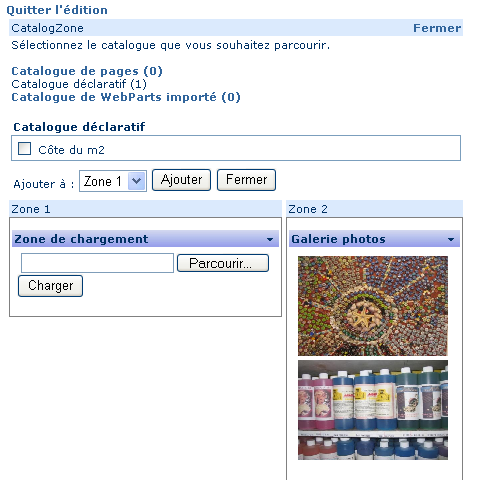 Quitter l'édition
CatalogZone Fermer
Sélectionnez le catalogue que vous souhaitez parcourir.
Catalogue de pages (0)
Catalogue déclaratif (1)
Catalogue de WebParts importé (0)
Catalogue déclaratif
Côte du m2
Ajouter à : Zone 1 Ajouter Fermer
Zone 1
Zone de chargement
Parcourir...
Charger
Zone 2
Galerie photos